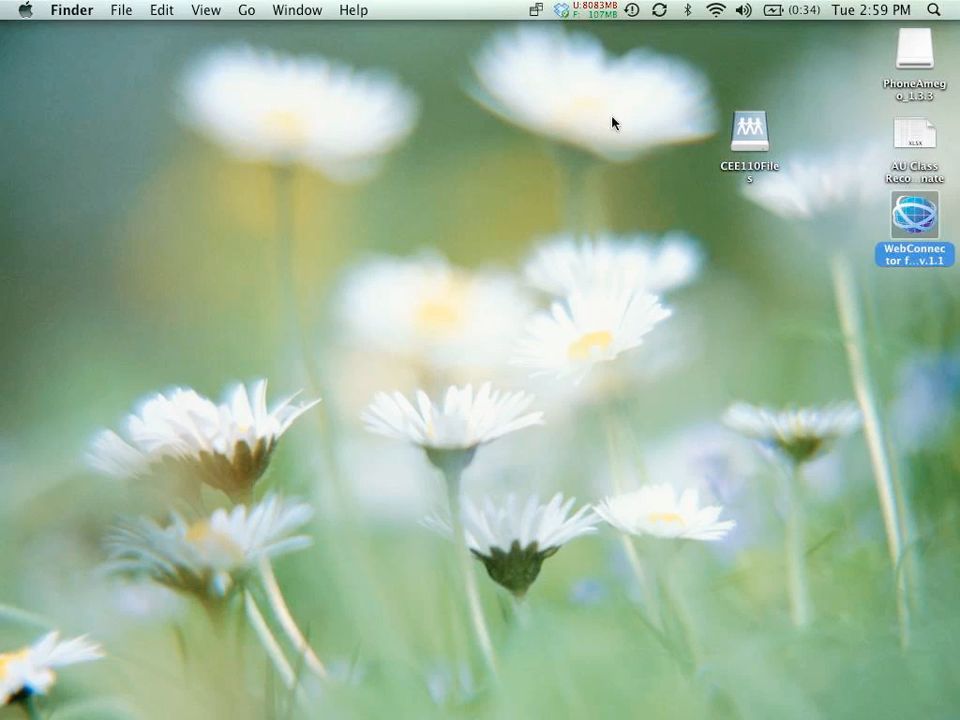 Finder File Edit View Go Window Help U:8083MB (0:34) Tue 2:59 PM
F: 107MB
PhoneAmeg
o_1.3.3
CEE110File
s
XLSX
AU Class
Reco...nate
WebConnec
tor f...v.1.1